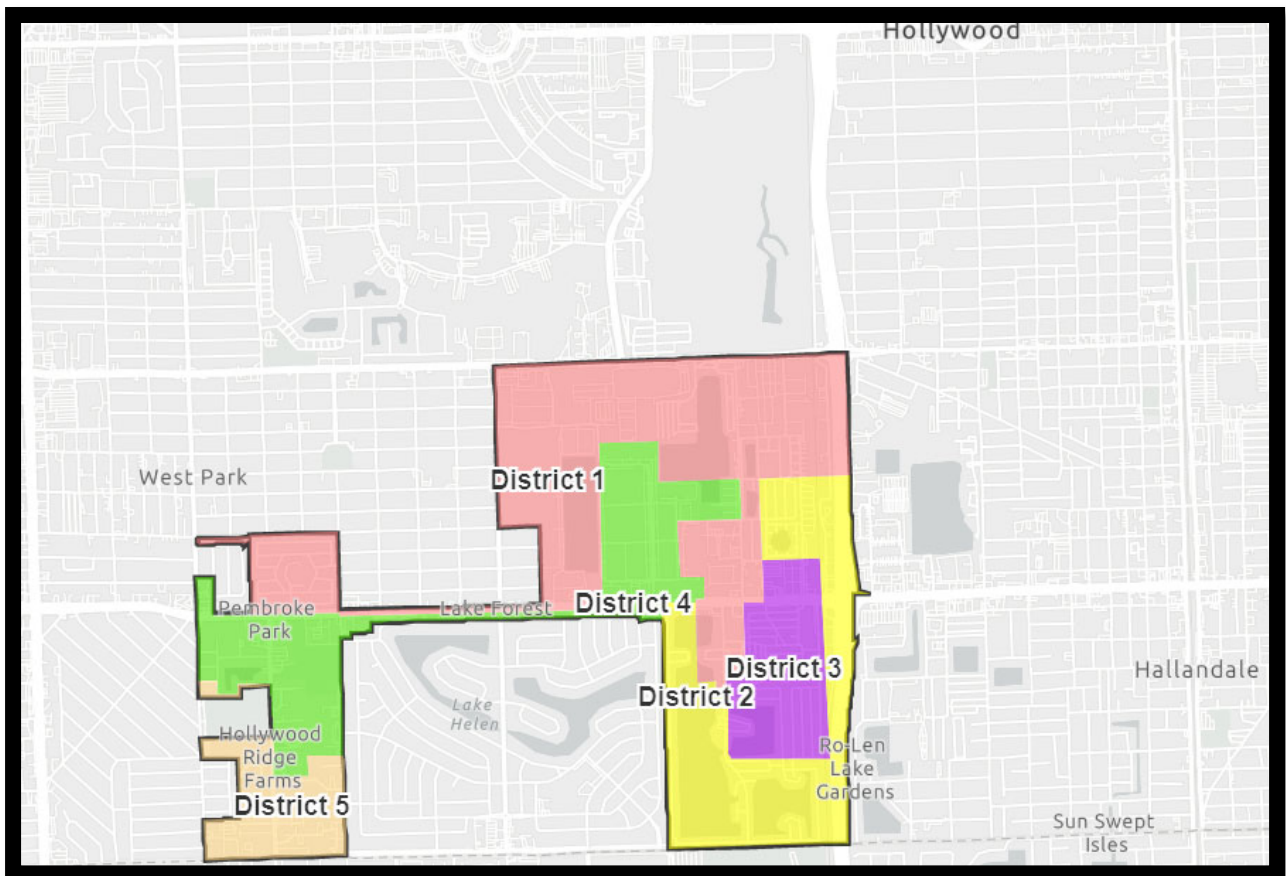 Hollywood
West Park
District 1
Pembroke
Park
Lake Forest
District 4
District 3
Hallandale
District 2
Lake
Helen
Hollywood
Ridge
Farms
Ro-Len
Lake
Gardens
District 5
Sun Swept
Isles